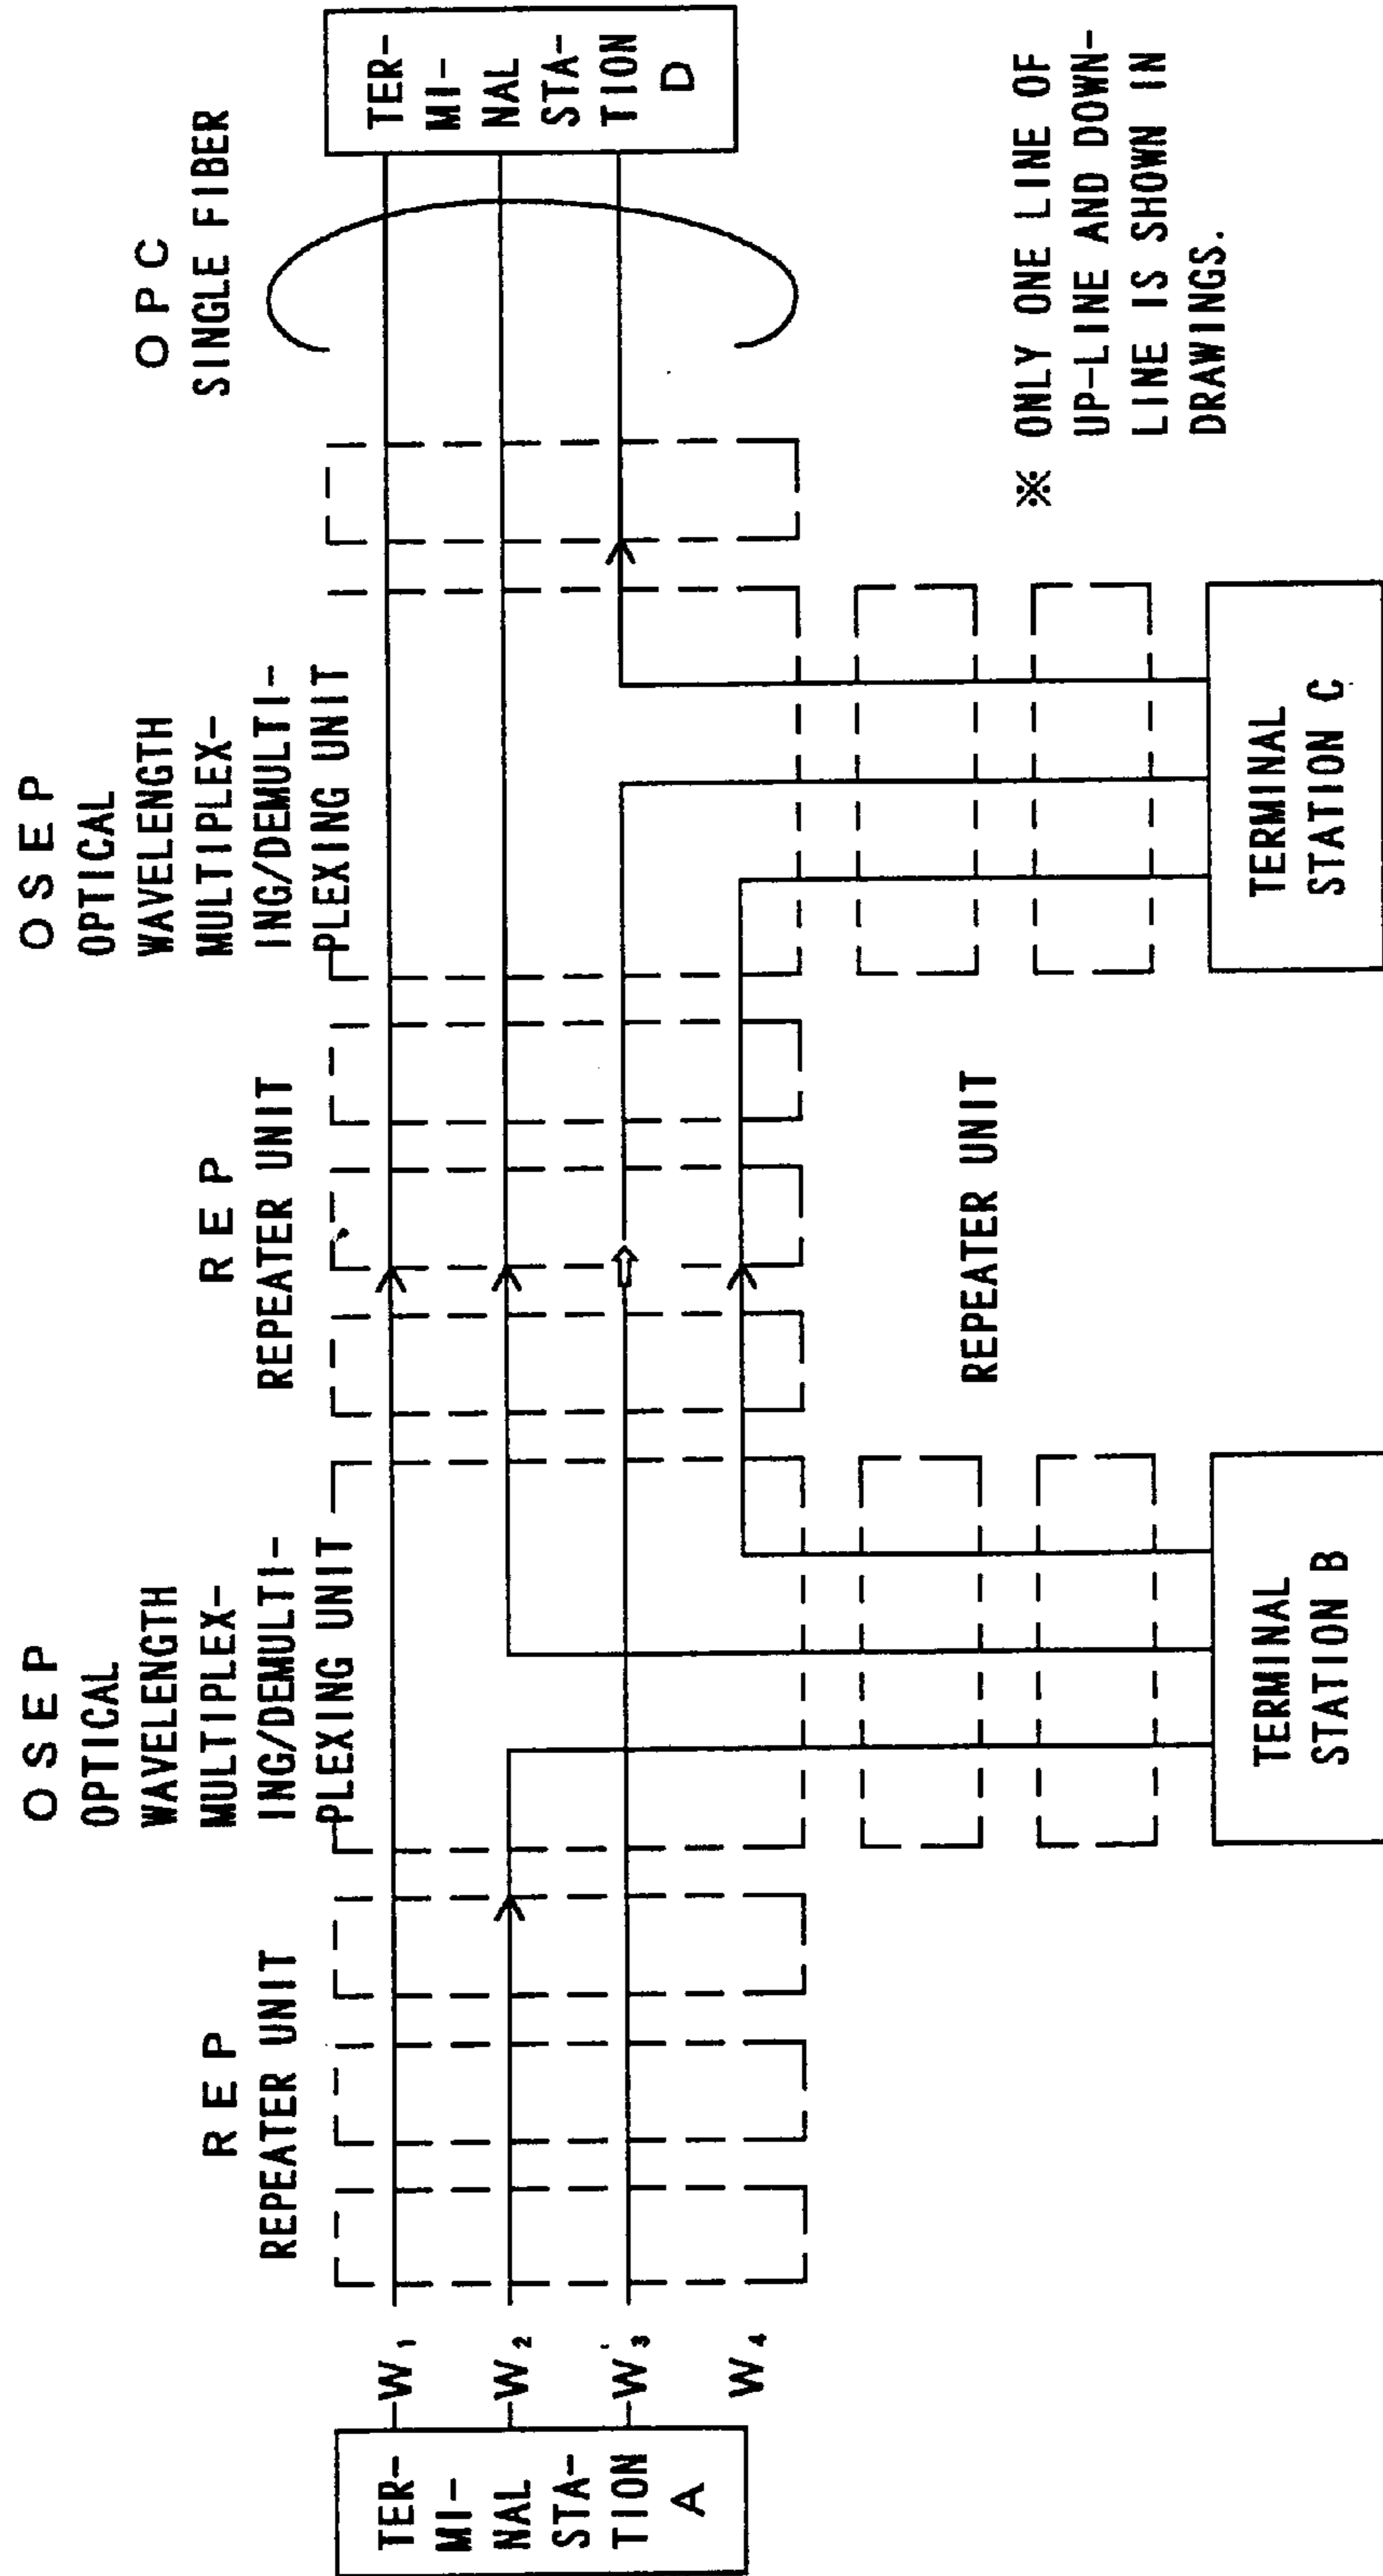 O S E P
OPTICAL
WAVELENGTH
MULTIPLEX-
ING/DEMULTI-
PLEXING UNIT
O S E P
OPTICAL
WAVELENGTH
MULTIPLEX-
ING/DEMULTI-
PLEXING UNIT
R E P
REPEATER UNIT
R E P
REPEATER UNIT
O P C
SINGLE FIBER
TER-
MI-
NAL
STA-
TION
A
W1
W2
W3
W4
TER-
MI-
NAL
STA-
TION
D
REPEATER UNIT
TERMINAL
STATION B
TERMINAL
STATION C
※ ONLY ONE LINE OF
UP-LINE AND DOWN-
LINE IS SHOWN IN
DRAWINGS.